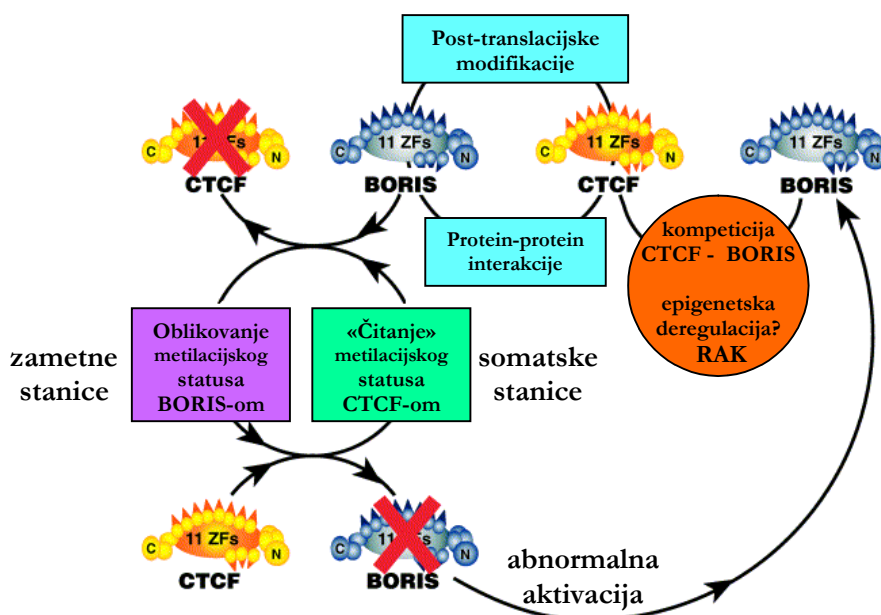 Post-translacijske
modifikacije
C
11 ZFs
N
CTCF
C
11 ZFs
N
BORIS
C
11 ZFs
N
CTCF
C
11 ZFs
N
BORIS
Protein-protein
interakcije
kompeticija
CTCF - BORIS
epigenetska
deregulacija?
RAK
zametne
stanice
Oblikovanje
metilacijskog
statusa
BORIS-om
«Čitanje»
metilacijskog
statusa
CTCF-om
somatske
stanice
C
11 ZFs
N
CTCF
C
11 ZFs
N
BORIS
abnormalna
aktivacija